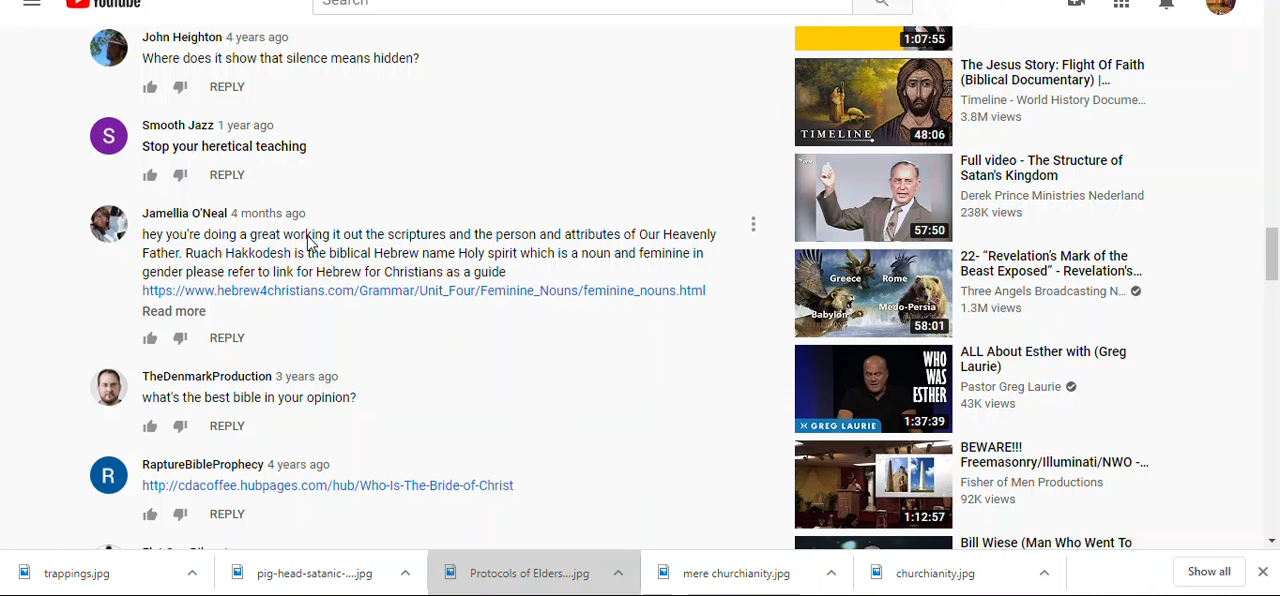 YouTube
Search
John Heighton 4 years ago
Where does it show that silence means hidden?
REPLY
S
Smooth Jazz 1 year ago
Stop your heretical teaching
REPLY
Jamellia O'Neal 4 months ago
hey you're doing a great working it out the scriptures and the person and attributes of Our Heavenly
Father. Ruach Hakkodesh is the biblical Hebrew name Holy spirit which is a noun and feminine in
gender please refer to link for Hebrew for Christians as a guide
https://www.hebrew4christians.com/Grammar/Unit_Four/Feminine_Nouns/feminine_nouns.html
Read more
REPLY
TheDenmarkProduction 3 years ago
what's the best bible in your opinion?
REPLY
R
RaptureBibleProphecy 4 years ago
http://cdacoffee.hubpages.com/hub/Who-Is-The-Bride-of-Christ
REPLY
1:07:55
TIMELINE
48:06
The Jesus Story: Flight Of Faith
(Biblical Documentary) |...
Timeline - World History Docume...
3.8M views
57:50
Full video - The Structure of
Satan's Kingdom
Derek Prince Ministries Nederland
238K views
Greece
Rome
Babylon
Medo-Persia
58:01
22- “Revelation's Mark of the
Beast Exposed” - Revelation's...
Three Angels Broadcasting N...
1.3M views
WHO
WAS
ESTHER
GREG LAURIE
1:37:39
ALL About Esther with (Greg
Laurie)
Pastor Greg Laurie
43K views
1:12:57
BEWARE!!!
Freemasonry/Illuminati/NWO -...
Fisher of Men Productions
92K views
Bill Wiese (Man Who Went To
trappings.jpg
pig-head-satanic-....jpg
Protocols of Elders....jpg
mere churchianity.jpg
churchianity.jpg
Show all